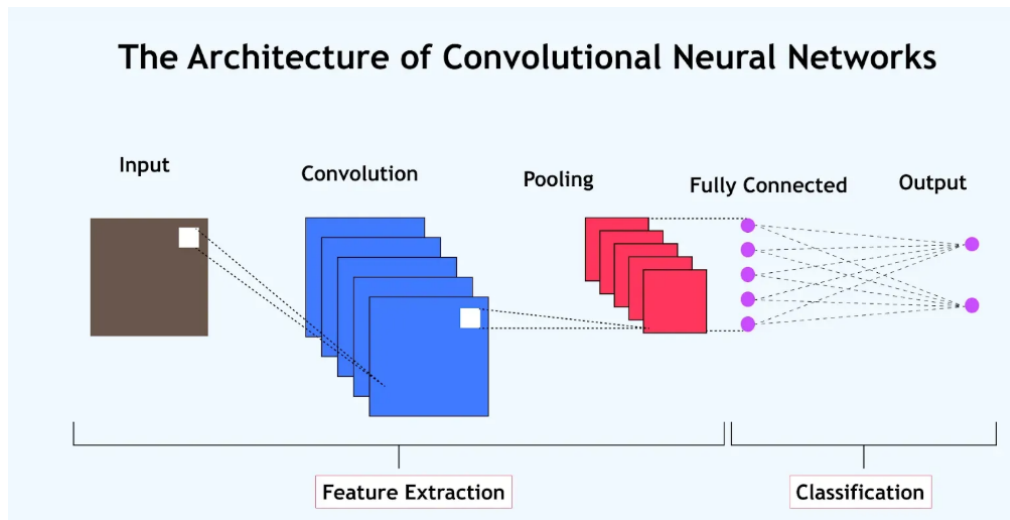 The Architecture of Convolutional Neural Networks
Input
Convolution
Pooling
Fully Connected
Output
Feature Extraction
Classification